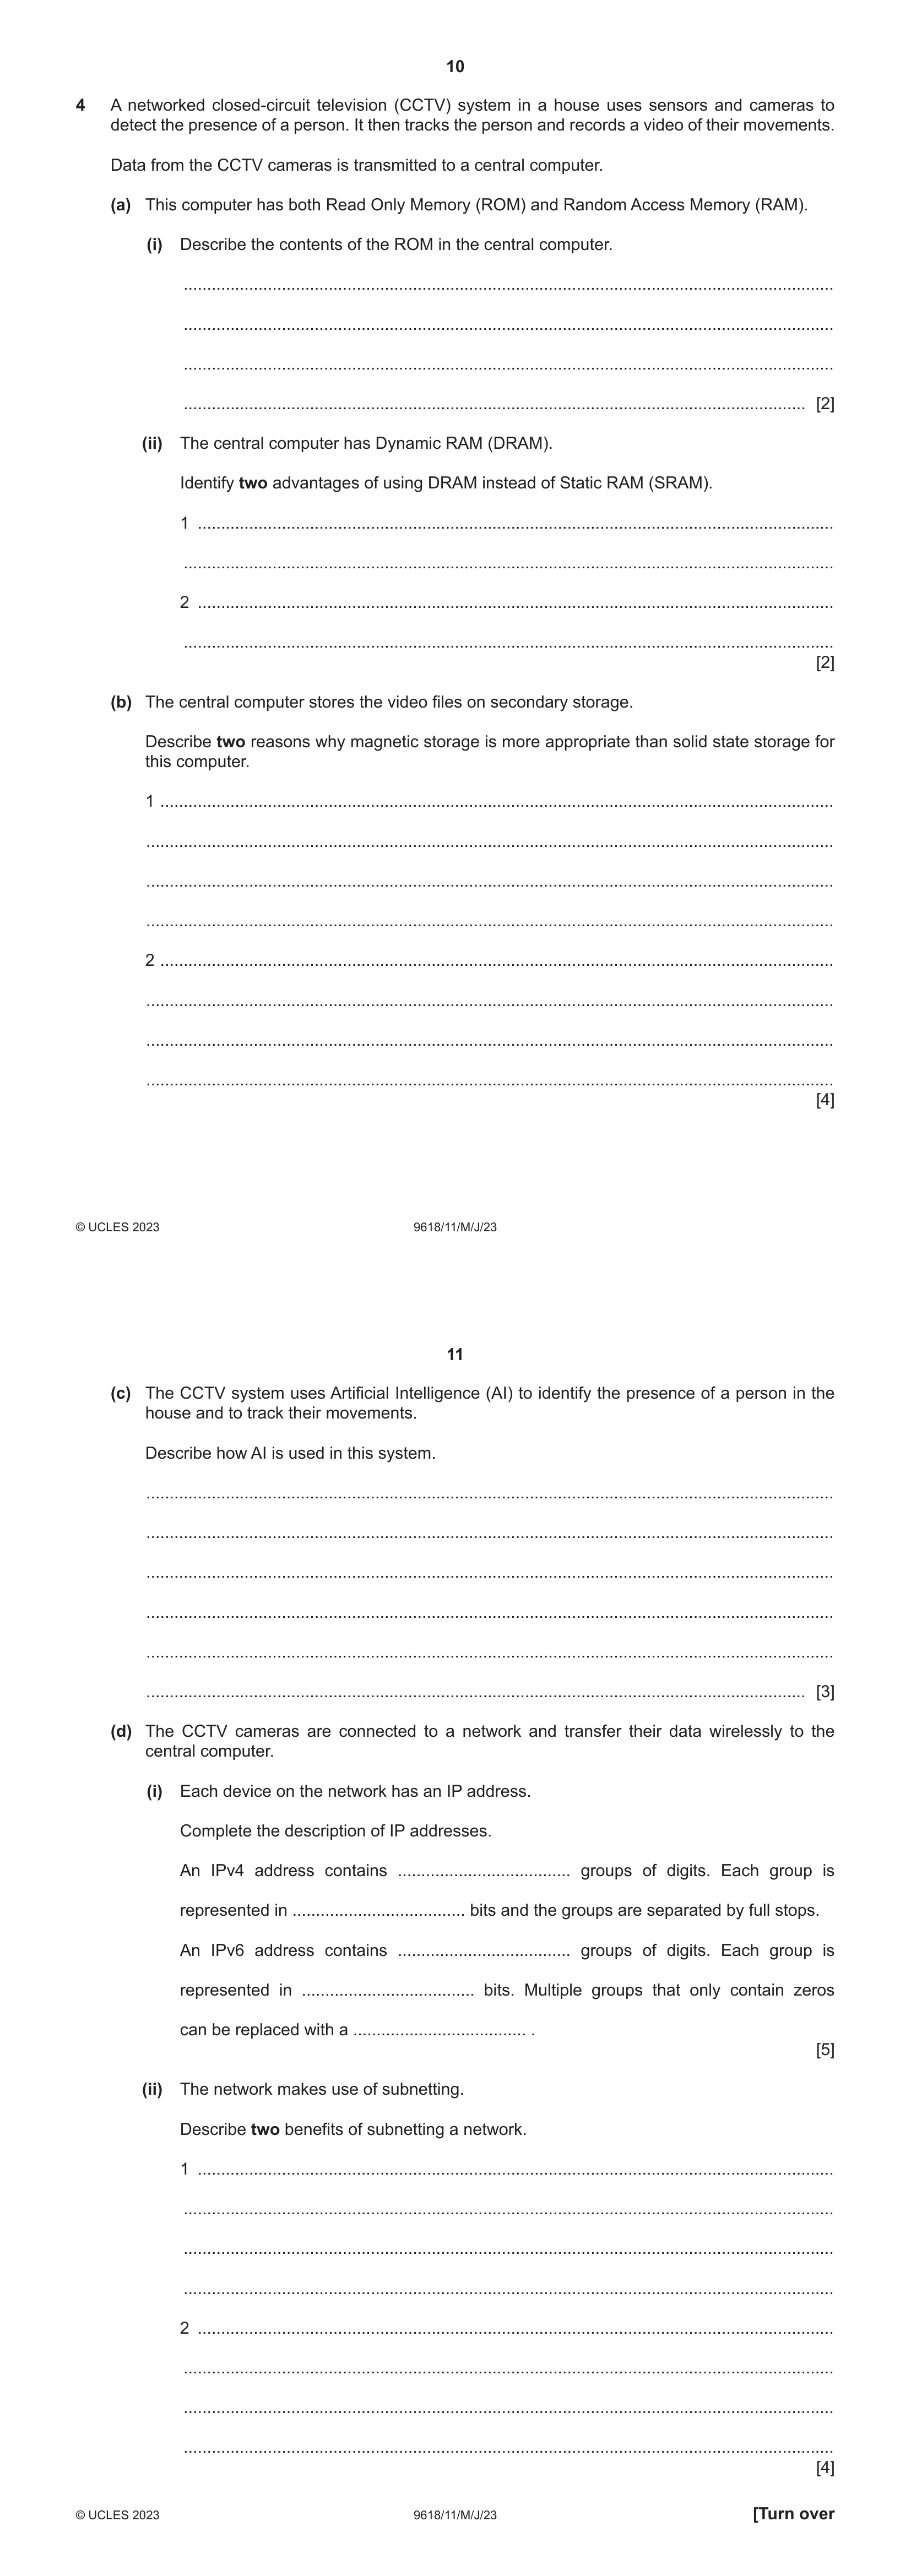 10
4 A networked closed-circuit television (CCTV) system in a house uses sensors and cameras to
detect the presence of a person. It then tracks the person and records a video of their movements.
Data from the CCTV cameras is transmitted to a central computer.
(a) This computer has both Read Only Memory (ROM) and Random Access Memory (RAM).
(i) Describe the contents of the ROM in the central computer.
...........................................................................................................................................
...........................................................................................................................................
...........................................................................................................................................
..................................................................................................................................... [2]
(ii) The central computer has Dynamic RAM (DRAM).
Identify two advantages of using DRAM instead of Static RAM (SRAM).
1 ........................................................................................................................................
...........................................................................................................................................
2 ........................................................................................................................................
...........................................................................................................................................
[2]
(b) The central computer stores the video files on secondary storage.
Describe two reasons why magnetic storage is more appropriate than solid state storage for
this computer.
1 ................................................................................................................................................
...................................................................................................................................................
...................................................................................................................................................
...................................................................................................................................................
2 ................................................................................................................................................
...................................................................................................................................................
...................................................................................................................................................
...................................................................................................................................................
[4]
© UCLES 2023 9618/11/M/J/23
11
(c) The CCTV system uses Artificial Intelligence (AI) to identify the presence of a person in the
house and to track their movements.
Describe how AI is used in this system.
...................................................................................................................................................
...................................................................................................................................................
...................................................................................................................................................
...................................................................................................................................................
...................................................................................................................................................
............................................................................................................................................. [3]
(d) The CCTV cameras are connected to a network and transfer their data wirelessly to the
central computer.
(i) Each device on the network has an IP address.
Complete the description of IP addresses.
An IPv4 address contains ..................................... groups of digits. Each group is
represented in ..................................... bits and the groups are separated by full stops.
An IPv6 address contains ..................................... groups of digits. Each group is
represented in ..................................... bits. Multiple groups that only contain zeros
can be replaced with a ..................................... .
[5]
(ii) The network makes use of subnetting.
Describe two benefits of subnetting a network.
1 ........................................................................................................................................
...........................................................................................................................................
...........................................................................................................................................
...........................................................................................................................................
2 ........................................................................................................................................
...........................................................................................................................................
...........................................................................................................................................
...........................................................................................................................................
[4]
© UCLES 2023 9618/11/M/J/23 [Turn over